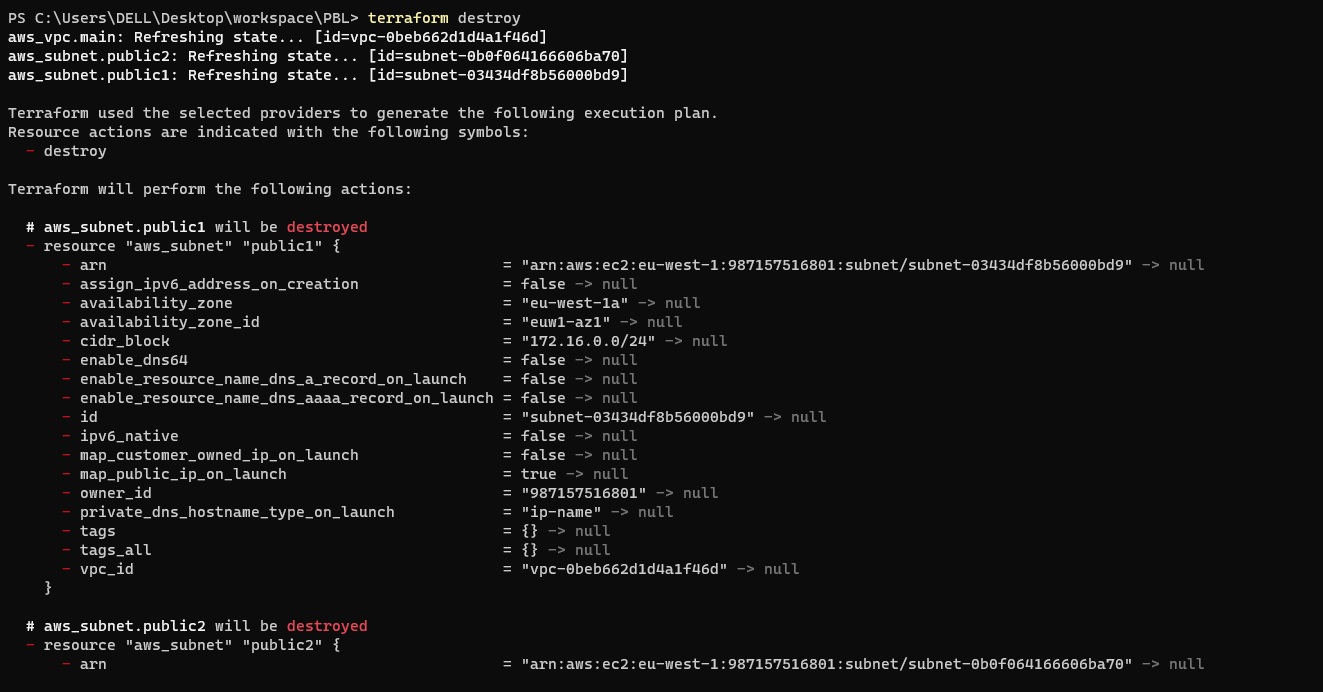 PS C:\Users\DELL\Desktop\workspace\PBL> terraform destroy
aws_vpc.main: Refreshing state... [id=vpc-0beb662d1d4a1f46d]
aws_subnet.public2: Refreshing state... [id=subnet-0b0f064166606ba70]
aws_subnet.public1: Refreshing state... [id=subnet-03434df8b56000bd9]

Terraform used the selected providers to generate the following execution plan.
Resource actions are indicated with the following symbols:
  - destroy

Terraform will perform the following actions:

  # aws_subnet.public1 will be destroyed
  - resource "aws_subnet" "public1" {
      - arn                                            = "arn:aws:ec2:eu-west-1:987157516801:subnet/subnet-03434df8b56000bd9" -> null
      - assign_ipv6_address_on_creation                = false -> null
      - availability_zone                              = "eu-west-1a" -> null
      - availability_zone_id                           = "euw1-az1" -> null
      - cidr_block                                     = "172.16.0.0/24" -> null
      - enable_dns64                                   = false -> null
      - enable_resource_name_dns_a_record_on_launch    = false -> null
      - enable_resource_name_dns_aaaa_record_on_launch = false -> null
      - id                                             = "subnet-03434df8b56000bd9" -> null
      - ipv6_native                                    = false -> null
      - map_customer_owned_ip_on_launch                = false -> null
      - map_public_ip_on_launch                        = true -> null
      - owner_id                                       = "987157516801" -> null
      - private_dns_hostname_type_on_launch            = "ip-name" -> null
      - tags                                           = {} -> null
      - tags_all                                       = {} -> null
      - vpc_id                                         = "vpc-0beb662d1d4a1f46d" -> null
    }

  # aws_subnet.public2 will be destroyed
  - resource "aws_subnet" "public2" {
      - arn                                            = "arn:aws:ec2:eu-west-1:987157516801:subnet/subnet-0b0f064166606ba70" -> null